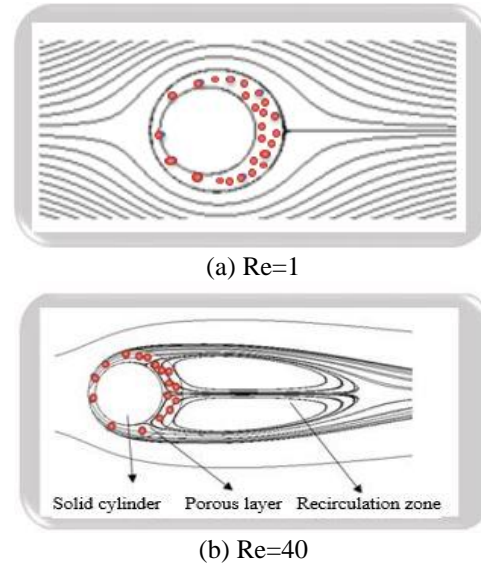 (a) Re=1
Solid cylinder Porous layer Recirculation zone
(b) Re=40